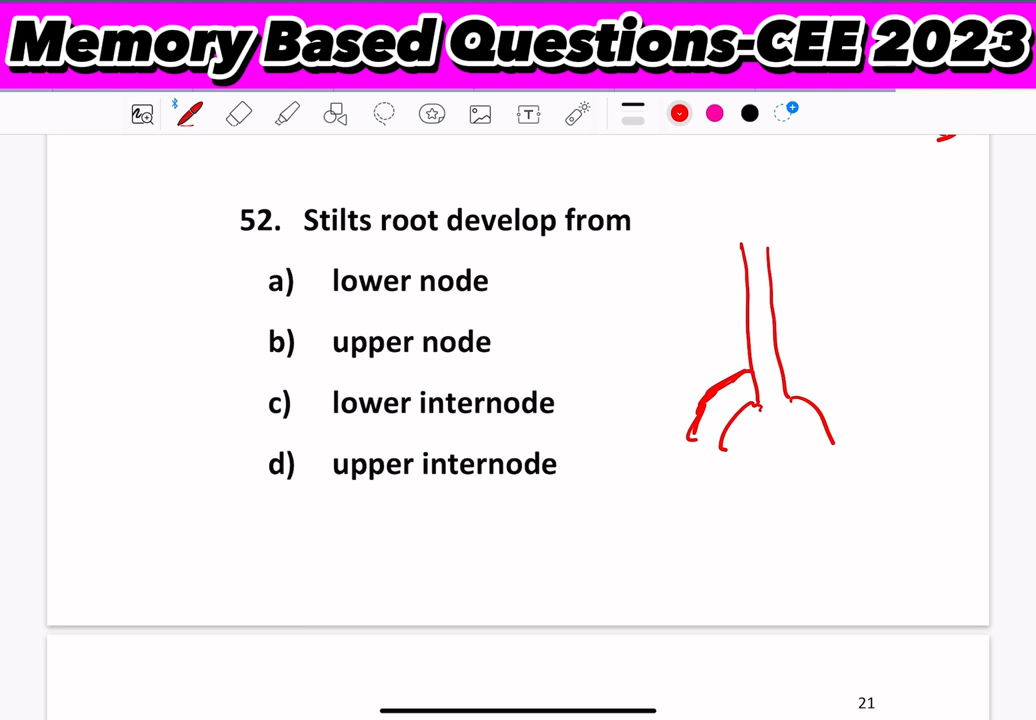 Memory Based Questions-CEE 2023
T
52. Stilts root develop from
a) lower node
b) upper node
c) lower internode
d) upper internode
21